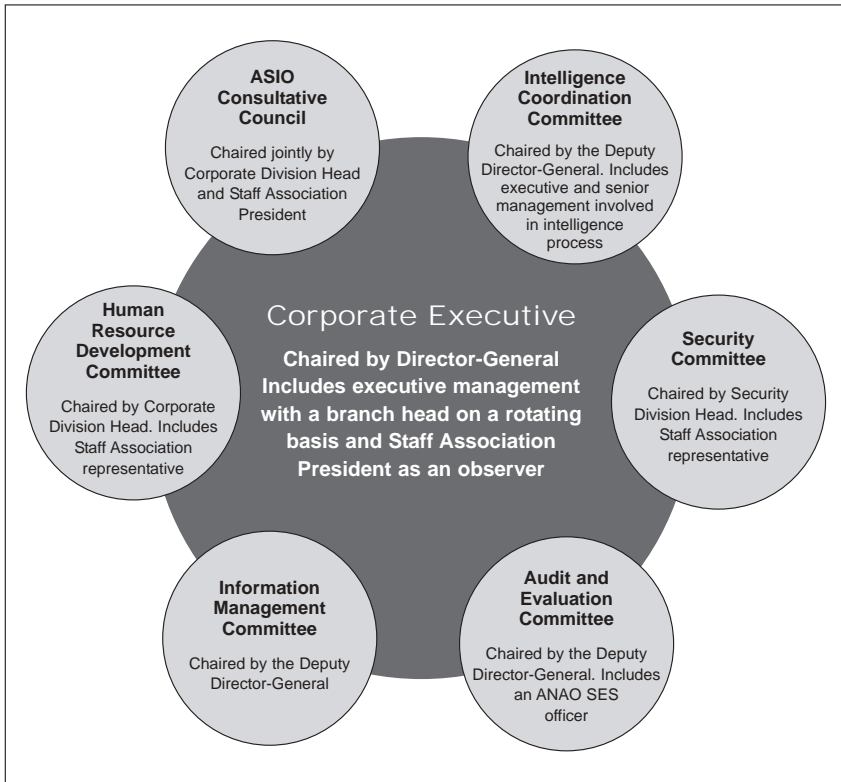 ASIO
Consultative
Council
Chaired jointly by
Corporate Division Head
and Staff Association
President
Intelligence
Coordination
Committee
Chaired by the Deputy
Director-General. Includes
executive and senior
management involved
in intelligence
process
Human
Resource
Development
Committee
Chaired by Corporate
Division Head. Includes
Staff Association
representative
Corporate Executive
Chaired by Director-General
Includes executive management
with a branch head on a rotating
basis and Staff Association
President as an observer
Security
Committee
Chaired by Security
Division Head. Includes
Staff Association
representative
Information
Management
Committee
Chaired by the Deputy
Director-General
Audit and
Evaluation
Committee
Chaired by the Deputy
Director-General. Includes
an ANAO SES
officer